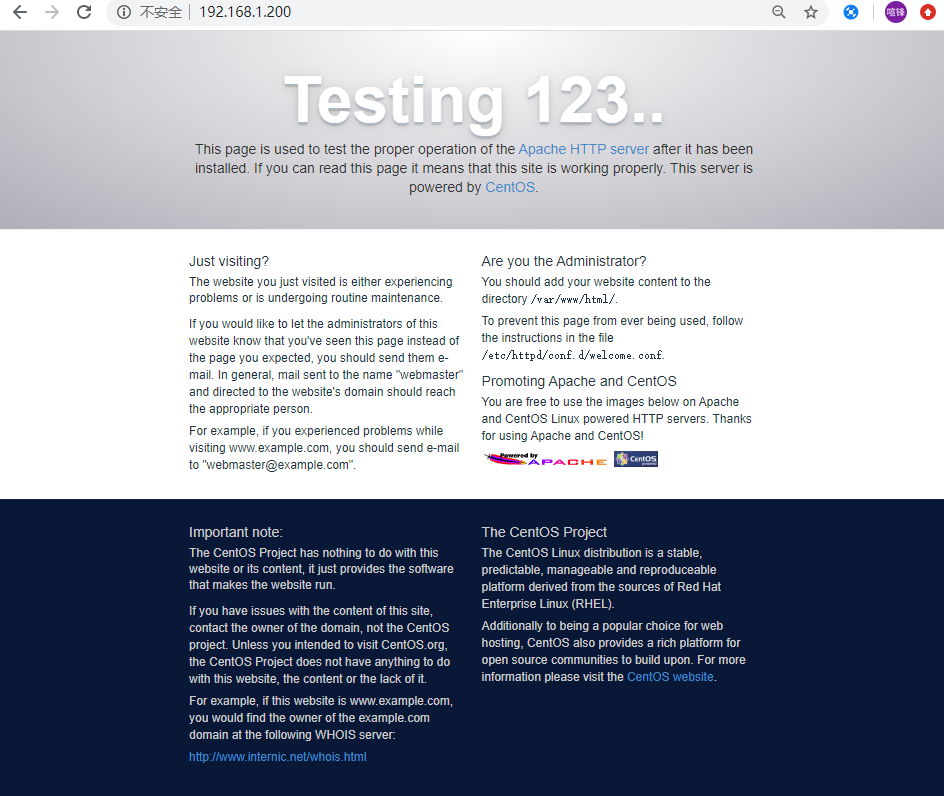 不安全 192.168.1.200
喧锋
Testing 123..
This page is used to test the proper operation of the Apache HTTP server after it has been
installed. If you can read this page it means that this site is working properly. This server is
powered by CentOS.
Just visiting?
The website you just visited is either experiencing
problems or is undergoing routine maintenance.
If you would like to let the administrators of this
website know that you've seen this page instead of
the page you expected, you should send them e-
mail. In general, mail sent to the name "webmaster"
and directed to the website's domain should reach
the appropriate person.
For example, if you experienced problems while
visiting www.example.com, you should send e-mail
to "webmaster@example.com".
Are you the Administrator?
You should add your website content to the
directory /var/www/html/.
To prevent this page from ever being used, follow
the instructions in the file
/etc/httpd/conf.d/welcome.conf.
Promoting Apache and CentOS
You are free to use the images below on Apache
and CentOS Linux powered HTTP servers. Thanks
for using Apache and CentOS!
Powered by
APACHE
CentOS
powered
Important note:
The CentOS Project has nothing to do with this
website or its content, it just provides the software
that makes the website run.
If you have issues with the content of this site,
contact the owner of the domain, not the CentOS
project. Unless you intended to visit CentOS.org,
the CentOS Project does not have anything to do
with this website, the content or the lack of it.
For example, if this website is www.example.com,
you would find the owner of the example.com
domain at the following WHOIS server:
http://www.internic.net/whois.html
The CentOS Project
The CentOS Linux distribution is a stable,
predictable, manageable and reproduceable
platform derived from the sources of Red Hat
Enterprise Linux (RHEL).
Additionally to being a popular choice for web
hosting, CentOS also provides a rich platform for
open source communities to build upon. For more
information please visit the CentOS website.